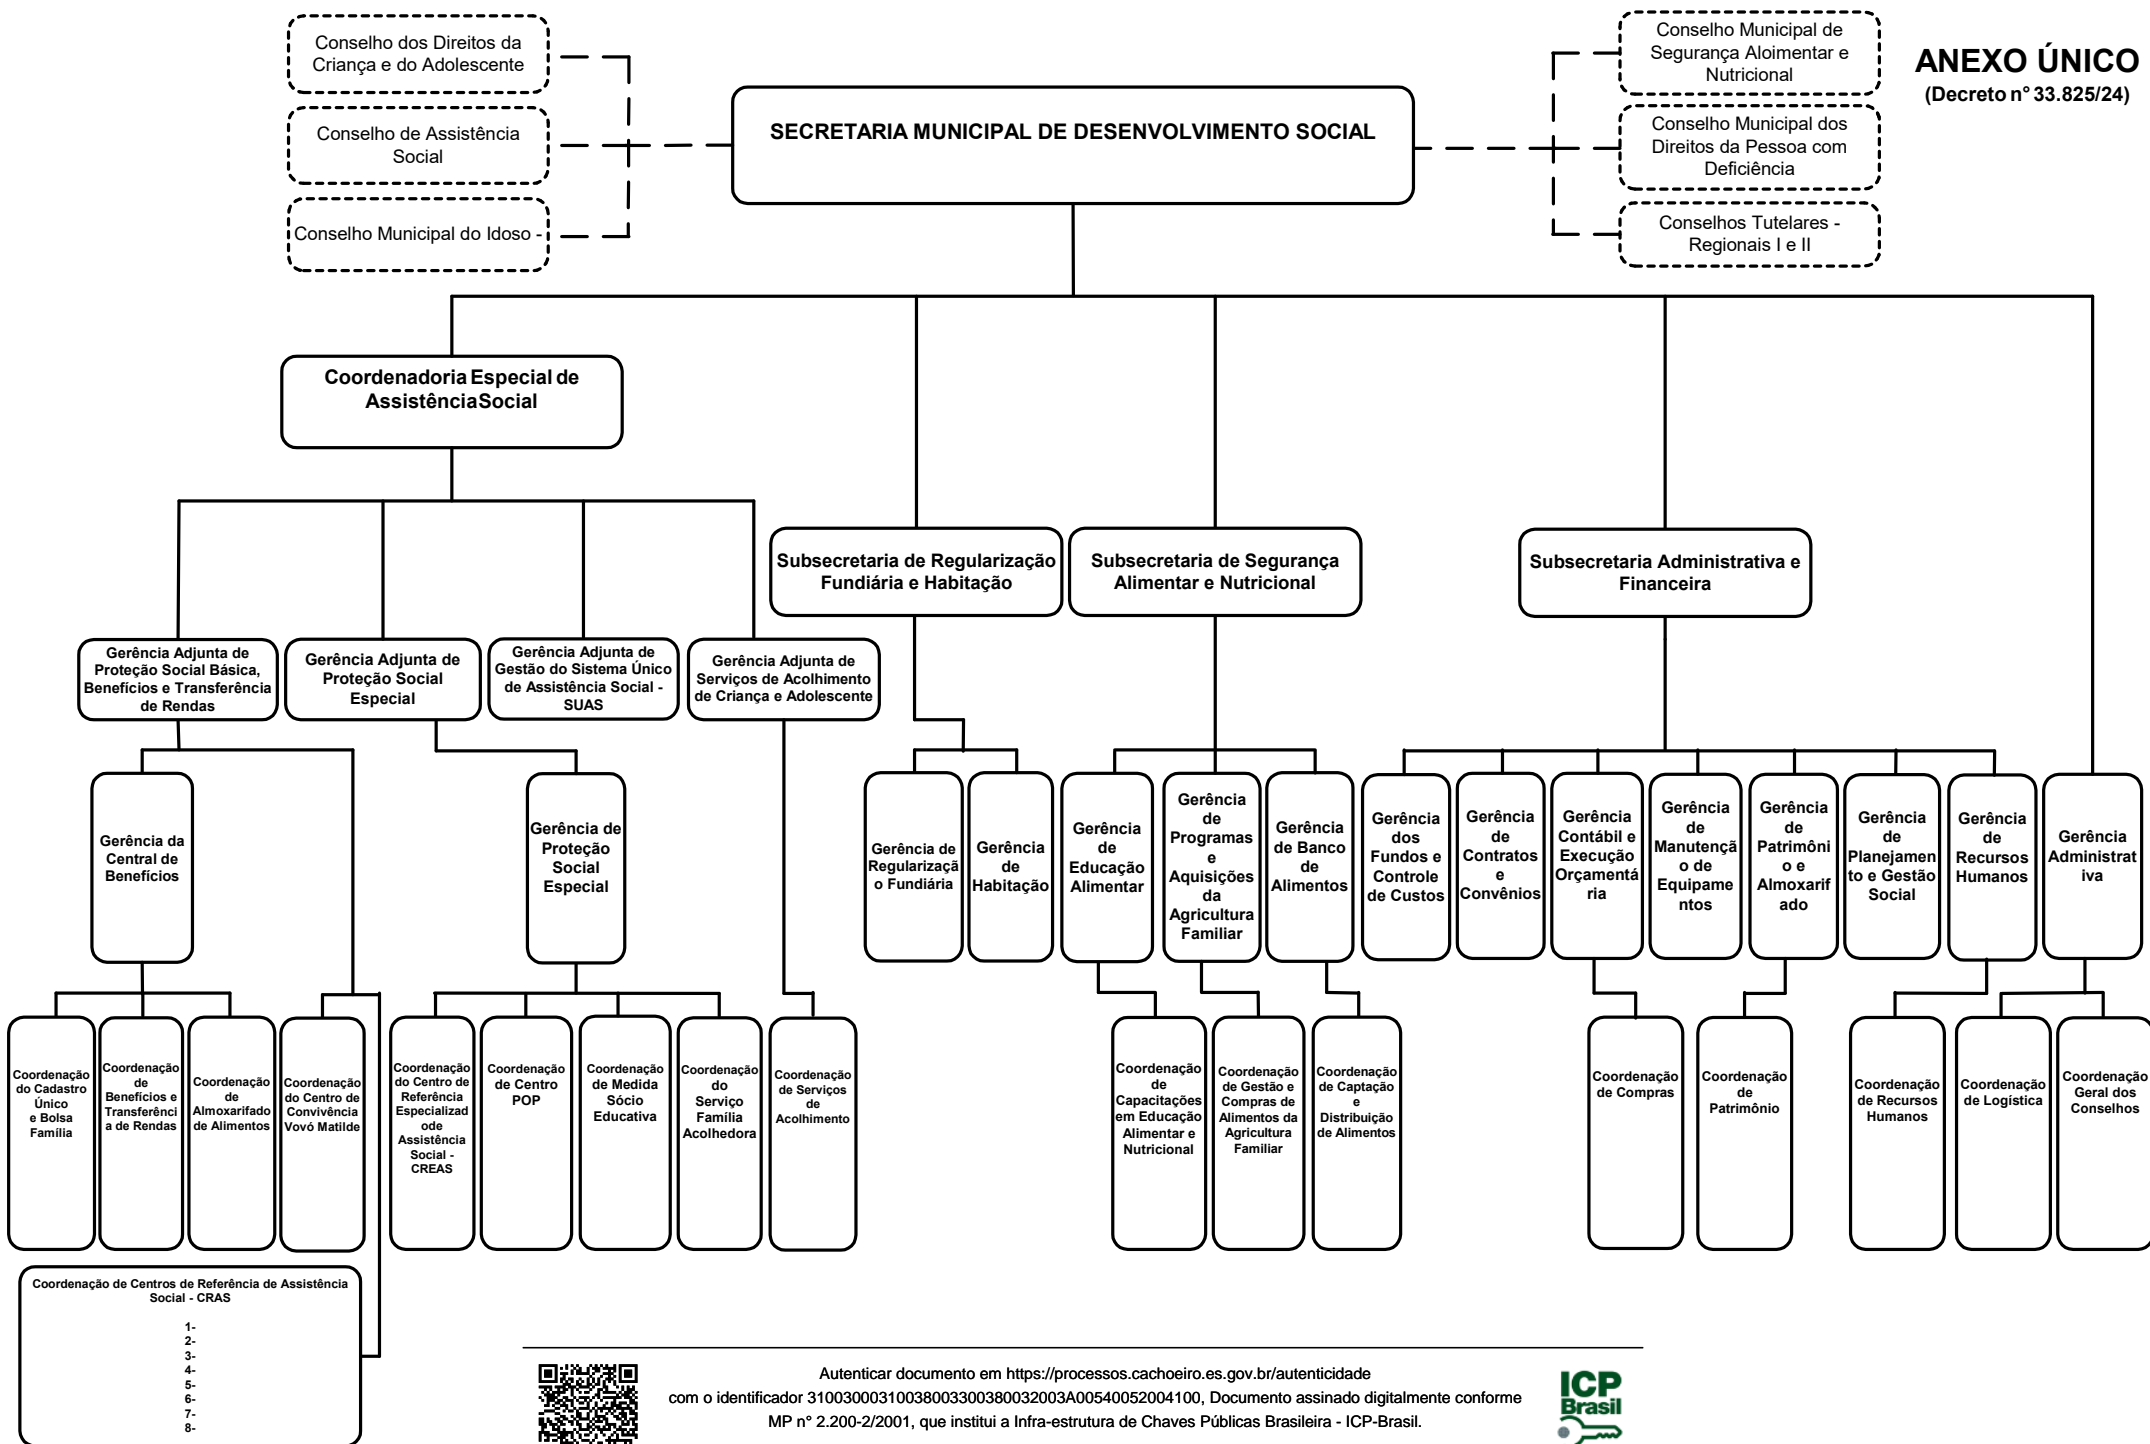 Conselho dos Direitos da
Criança e do Adolescente
Conselho de Assistência
Social
Conselho Municipal do Idoso -
SECRETARIA MUNICIPAL DE DESENVOLVIMENTO SOCIAL
Conselho Municipal de
Segurança Aloimentar e
Nutricional
Conselho Municipal dos
Direitos da Pessoa com
Deficiência
Conselhos Tutelares -
Regionais I e II
ANEXO ÚNICO
(Decreto n° 33.825/24)
Coordenadoria Especial de
AssistênciaSocial
Subsecretaria de Regularização
Fundiária e Habitação
Subsecretaria de Segurança
Alimentar e Nutricional
Subsecretaria Administrativa e
Financeira
Gerência Adjunta de
Proteção Social Básica,
Benefícios e Transferência
de Rendas
Gerência Adjunta de
Proteção Social
Especial
Gerência Adjunta de
Gestão do Sistema Único
de Assistência Social -
SUAS
Gerência Adjunta de
Serviços de Acolhimento
de Criança e Adolescente
Gerência da
Central de
Benefícios
Gerência de
Proteção
Social
Especial
Gerência de
Regularizaçã
o Fundiária
Gerência
de
Habitação
Gerência
de
Educação
Alimentar
Gerência
de
Programas
e
Aquisições
da
Agricultura
Familiar
Gerência
de Banco
de
Alimentos
Gerência
dos
Fundos e
Controle
de Custos
Gerência
de
Contratos
e
Convênios
Gerência
Contábil e
Execução
Orçamentá
ria
Gerência
de
Manutençã
o de
Equipame
ntos
Gerência
de
Patrimôni
o e
Almoxarif
ado
Gerência
de
Planejamen
to e Gestão
Social
Gerência
de
Recursos
Humanos
Gerência
Administrat
iva
Coordenação
do Cadastro
Único
e Bolsa
Família
Coordenação
de
Benefícios e
Transferênci
a de Rendas
Coordenação
de
Almoxarifado
de Alimentos
Coordenação
do Centro de
Convivência
Vovó Matilde
Coordenação
do Centro de
Referência
Especializad
ode
Assistência
Social -
CREAS
Coordenação
de Centro
POP
Coordenação
de Medida
Sócio
Educativa
Coordenação
do
Serviço
Família
Acolhedora
Coordenação
de Serviços
de
Acolhimento
Coordenação
de
Capacitações
em Educação
Alimentar e
Nutricional
Coordenação
de Gestão e
Compras de
Alimentos da
Agricultura
Familiar
Coordenação
de Captação
e
Distribuição
de Alimentos
Coordenação
de Compras
Coordenação
de
Patrimônio
Coordenação
de Recursos
Humanos
Coordenação
de Logística
Coordenação
Geral dos
Conselhos
Coordenação de Centros de Referência de Assistência
Social - CRAS
1-
2-
3-
4-
5-
6-
7-
8-
Autenticar documento em https://processos.cachoeiro.es.gov.br/autenticidade
com o identificador 31003000310038003300380032003A00540052004100, Documento assinado digitalmente conforme
MP n° 2.200-2/2001, que institui a Infra-estrutura de Chaves Públicas Brasileira - ICP-Brasil.
ICP
Brasil